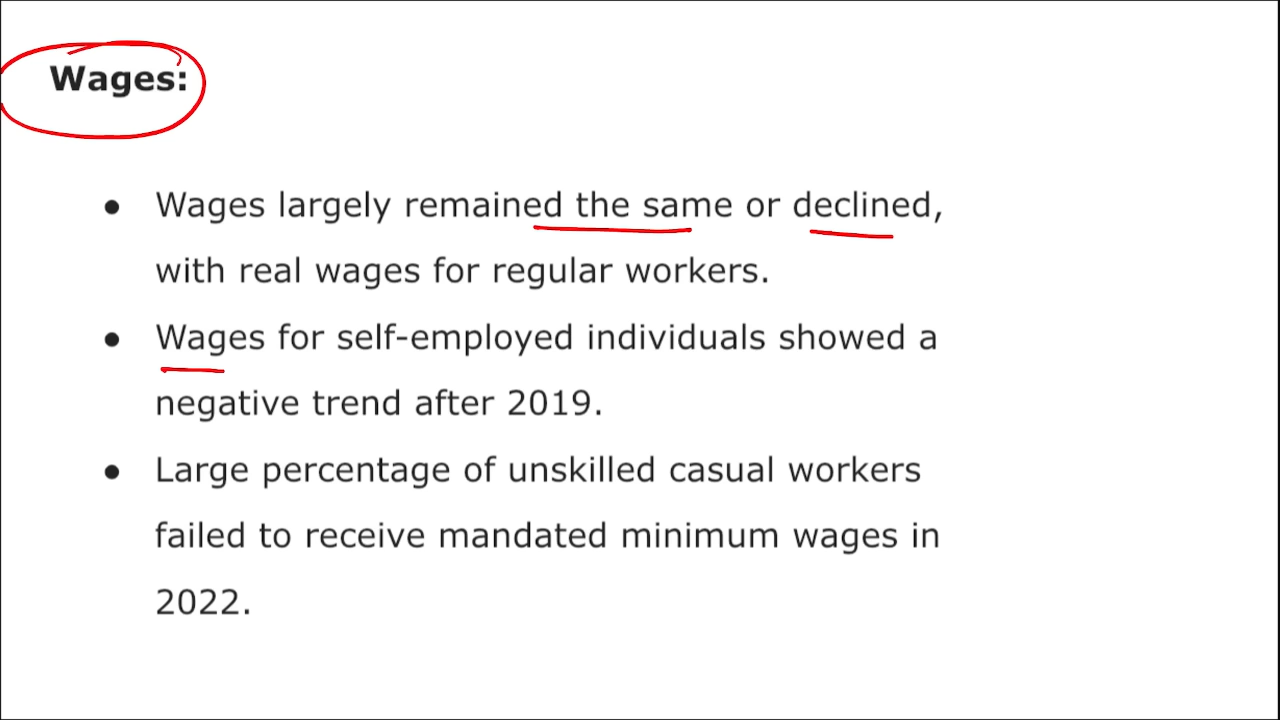 Wages:
● Wages largely remained the same or declined,
with real wages for regular workers.
● Wages for self-employed individuals showed a
negative trend after 2019.
● Large percentage of unskilled casual workers
failed to receive mandated minimum wages in
2022.